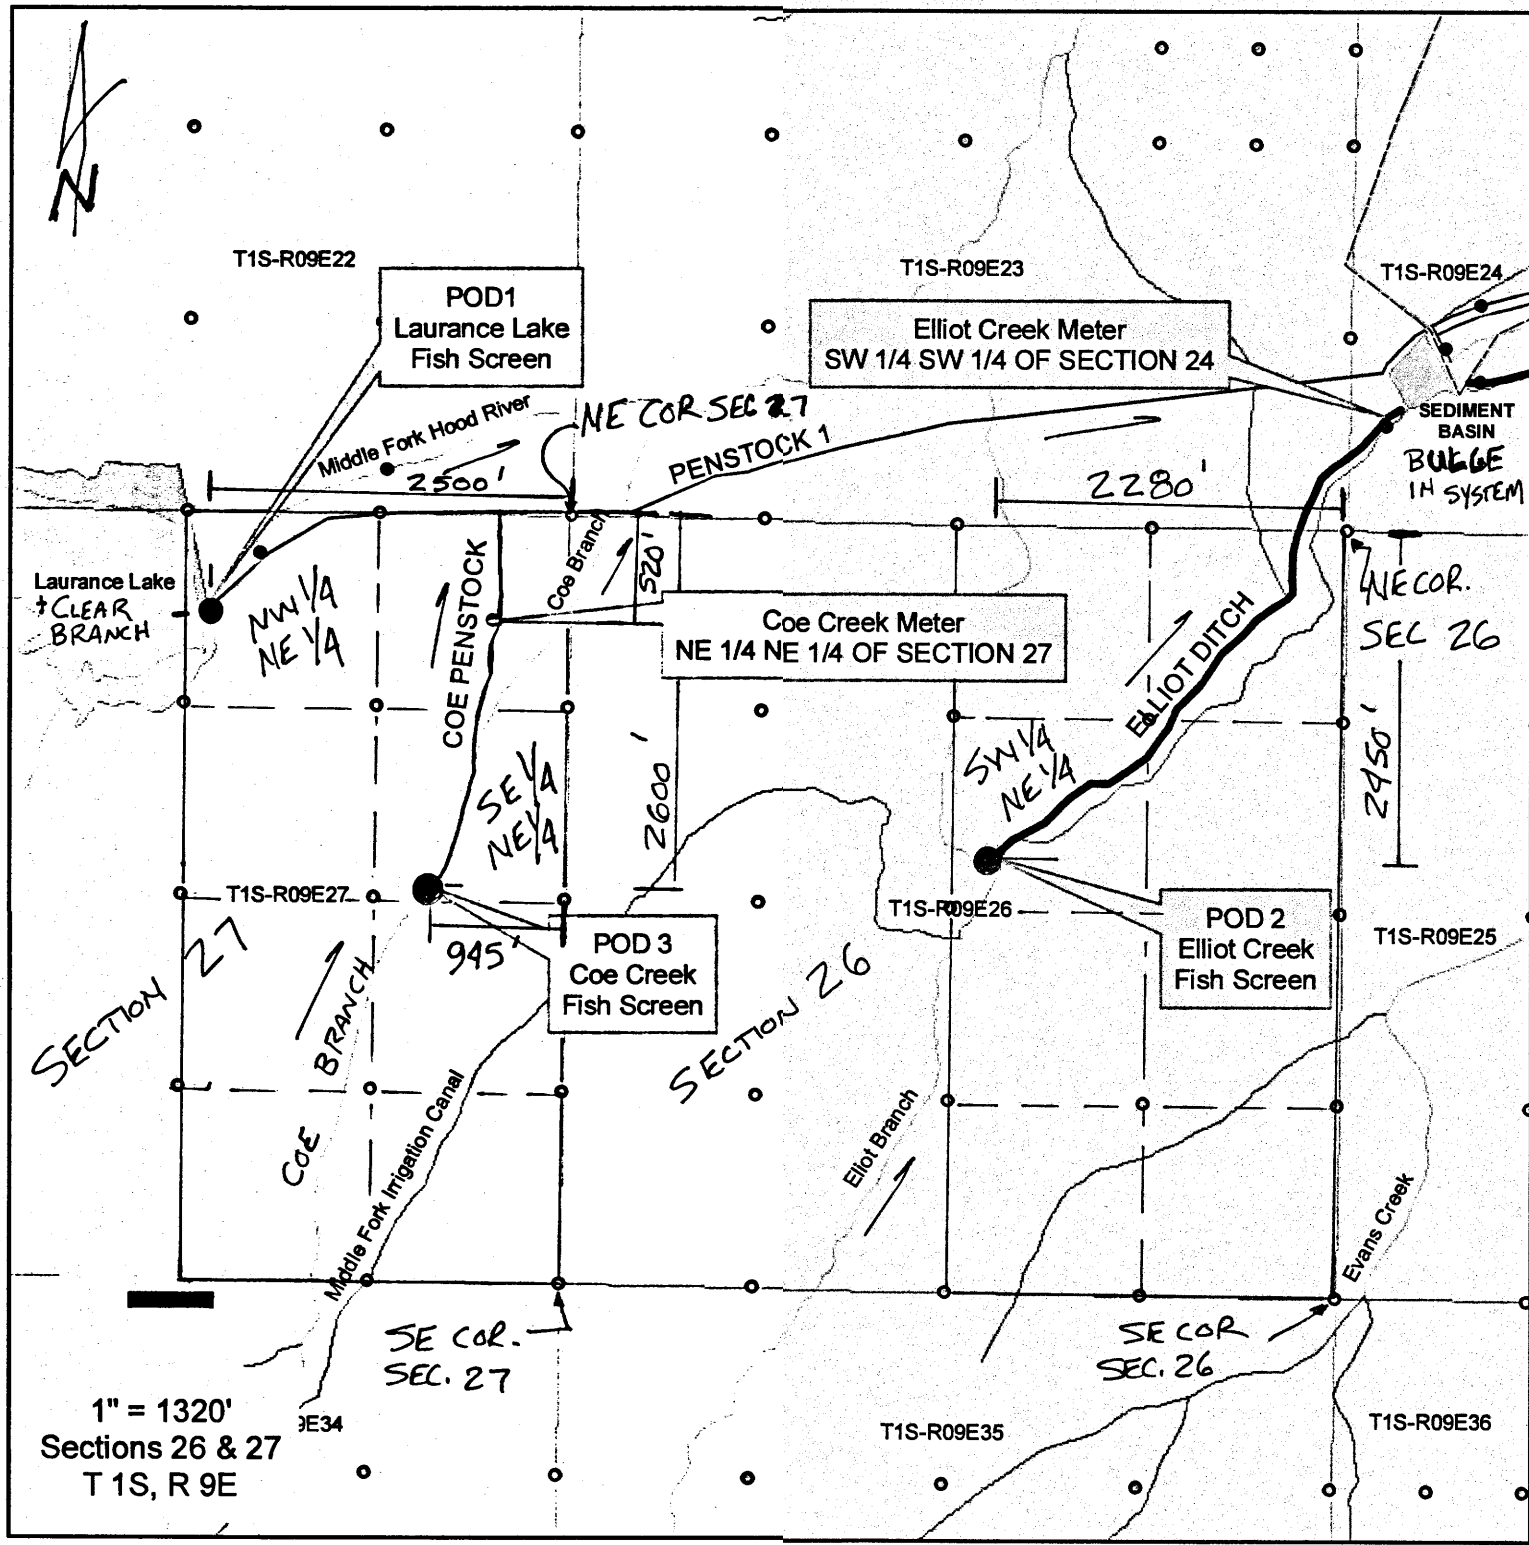 N
T1S-R09E22
T1S-R09E23
T1S-R09E24
POD1
Laurance Lake
Fish Screen
Elliot Creek Meter
SW 1/4 SW 1/4 OF SECTION 24
NE COR SEC 27
Middle Fork Hood River
PENSTOCK 1
SEDIMENT
BASIN
BULGE
IN SYSTEM
2500'
2280'
Coe Branch
520'
COE PENSTOCK
Laurance Lake
+ CLEAR
BRANCH
NW 1/4
NE 1/4
Coe Creek Meter
NE 1/4 NE 1/4 OF SECTION 27
ELLIOT DITCH
NE COR.
SEC 26
SE 1/4
NE 1/4
2600'
SW 1/4
NE 1/4
2450'
T1S-R09E27
T1S-R09E26
T1S-R09E25
945'
POD 3
Coe Creek
Fish Screen
POD 2
Elliot Creek
Fish Screen
SECTION 27
SECTION 26
COE BRANCH
Middle Fork Irrigation Canal
Eliot Branch
Evans Creek
SE COR.
SEC. 27
SE COR
SEC. 26
1" = 1320'
Sections 26 & 27
T 1S, R 9E
9E34
T1S-R09E35
T1S-R09E36